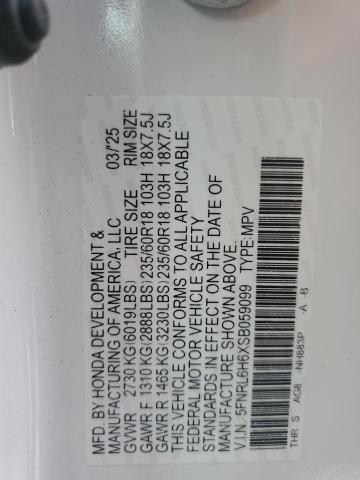 MFD. BY HONDA DEVELOPMENT &
MANUFACTURING OF AMERICA, LLC 03/'25
GVWR 2730 KG(6019LBS) TIRE SIZE RIM SIZE
GAWR F 1310 KG(2888LBS) 235/60R18 103H 18X7.5J
GAWR R 1465 KG(3230LBS) 235/60R18 103H 18X7.5J
THIS VEHICLE CONFORMS TO ALL APPLICABLE
FEDERAL MOTOR VEHICLE SAFETY
STANDARDS IN EFFECT ON THE DATE OF
MANUFACTURE SHOWN ABOVE.
V.I.N.: 5FNRL6H6XSB059099 TYPE:MPV
THR S AG8 -NH883P -A -B